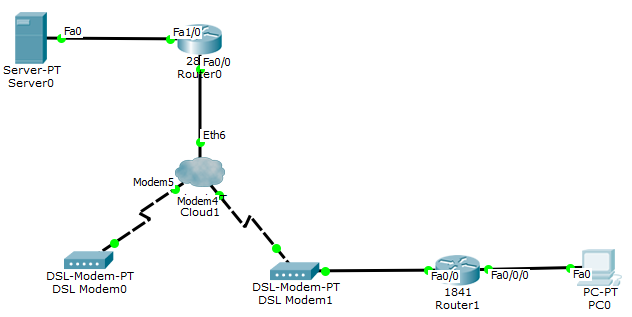 Fa0
Fa1/0
Server-PT
Server0
28
Fa0/0
Router0
Eth6
Modem5
Modem4
Cloud1
DSL-Modem-PT
DSL Modem0
DSL-Modem-PT
DSL Modem1
Fa0/0
1841
Router1
Fa0/0/0
Fa0
PC-PT
PC0